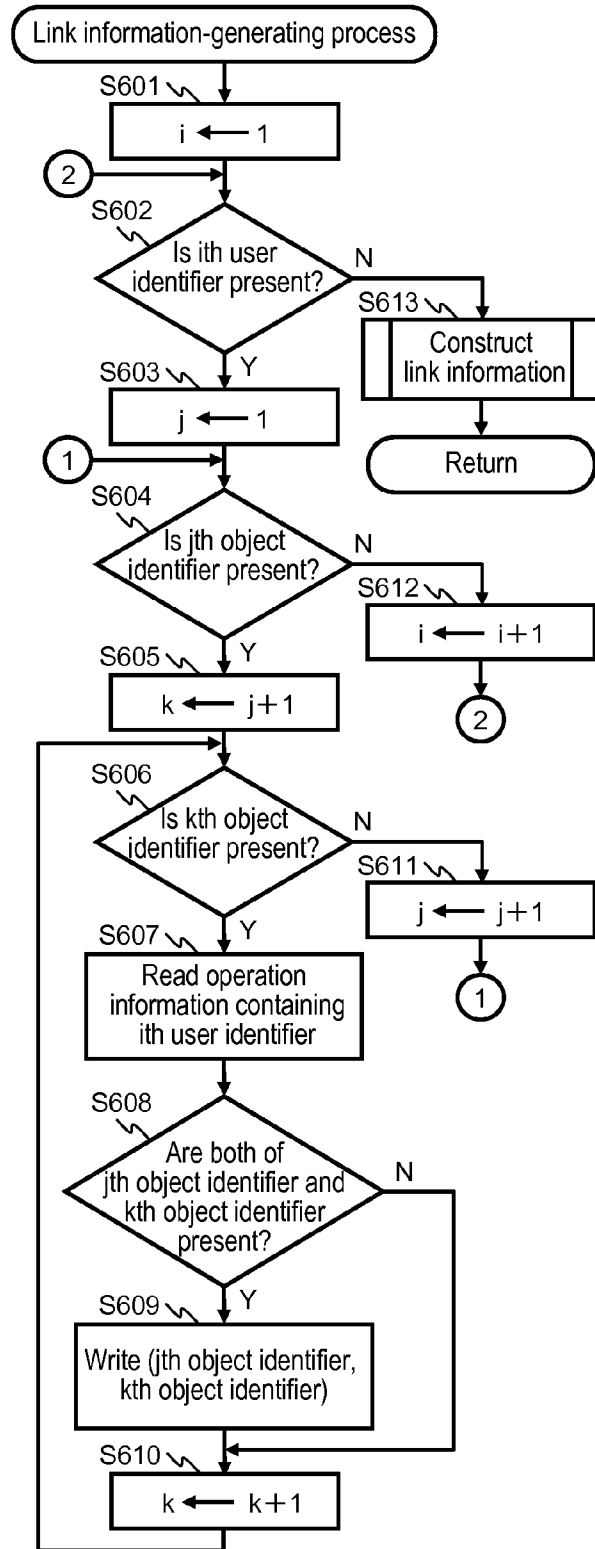 Link information-generating process
S601
i ← 1
2
S602
Is ith user
identifier present?
N
Y
S613
Construct
link information
Return
S603
j ← 1
1
S604
Is jth object
identifier present?
N
Y
S612
i ← i+1
2
S605
k ← j+1
S606
Is kth object
identifier present?
N
Y
S611
j ← j+1
1
S607
Read operation
information containing
ith user identifier
S608
Are both of
jth object identifier and
kth object identifier
present?
N
Y
S609
Write (jth object identifier,
kth object identifier)
S610
k ← k+1